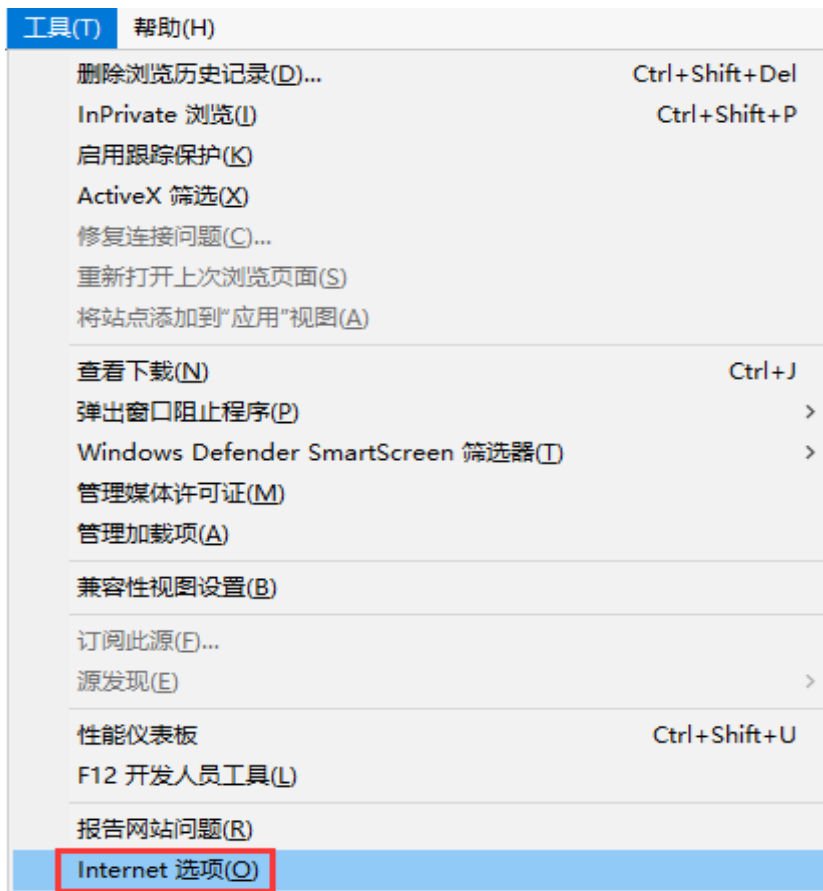 工具(T) 帮助(H)
删除浏览历史记录(D)... Ctrl+Shift+Del
InPrivate 浏览(I) Ctrl+Shift+P
启用跟踪保护(K)
ActiveX 筛选(X)
修复连接问题(C)...
重新打开上次浏览页面(S)
将站点添加到“应用”视图(A)
查看下载(N) Ctrl+J
弹出窗口阻止程序(P)
Windows Defender SmartScreen 筛选器(T)
管理媒体许可证(M)
管理加载项(A)
兼容性视图设置(B)
订阅此源(F)...
源发现(E)
性能仪表板 Ctrl+Shift+U
F12 开发人员工具(L)
报告网站问题(R)
Internet 选项(O)